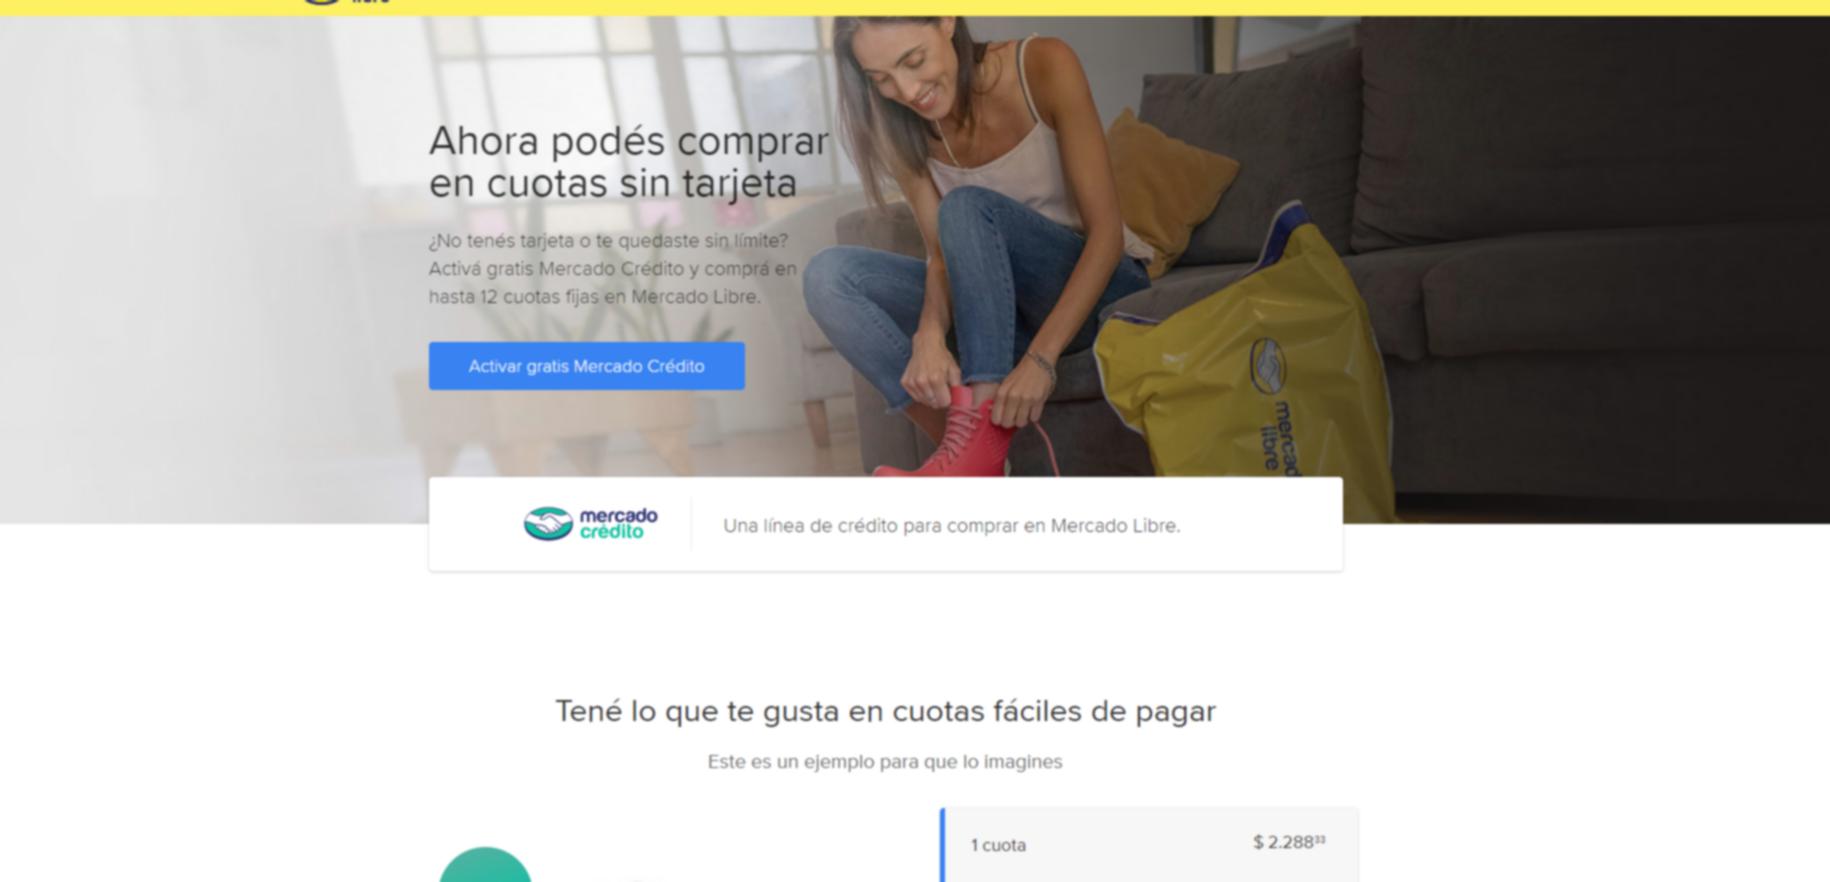 Ahora podés comprar
en cuotas sin tarjeta
¿No tenés tarjeta o te quedaste sin límite?
Activá gratis Mercado Crédito y comprá en
hasta 12 cuotas fijas en Mercado Libre.
Activar gratis Mercado Crédito
mercad
libre
mercado
crédito
Una línea de crédito para comprar en Mercado Libre.
Tené lo que te gusta en cuotas fáciles de pagar
Este es un ejemplo para que lo imagines
1 cuota $ 2.288³³